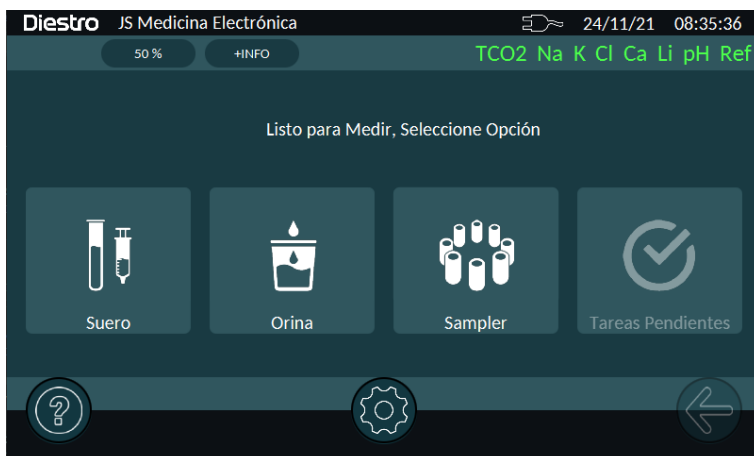 Diestro JS Medicina Electrónica 24/11/21 08:35:36
50 % +INFO TCO2 Na K Cl Ca Li pH Ref
Listo para Medir, Seleccione Opción
Suero Orina Sampler Tareas Pendientes
?